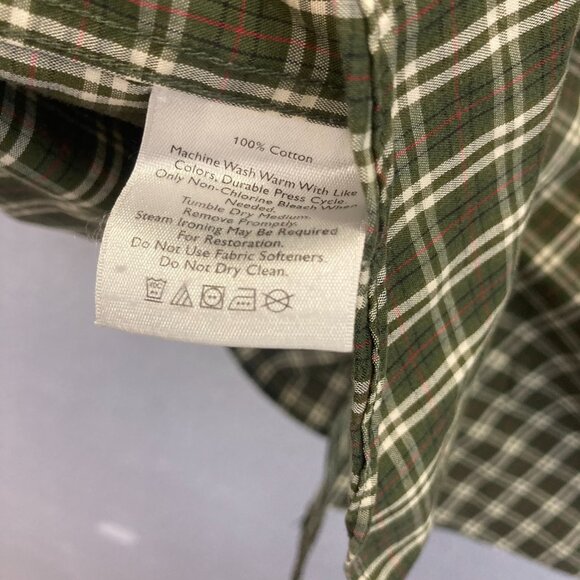 100% Cotton
Machine Wash Warm With Like
Colors, Durable Press Cycle.
Only Non-Chlorine Bleach When
Needed.
Tumble Dry Medium.
Remove Promptly.
Steam Ironing May Be Required
For Restoration.
Do Not Use Fabric Softeners.
Do Not Dry Clean.